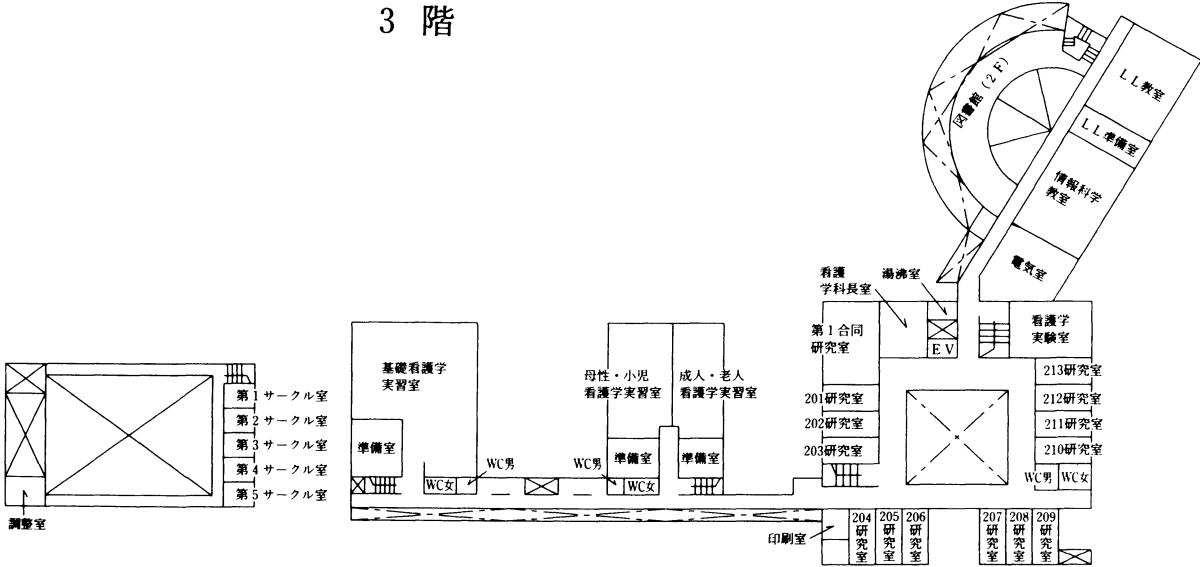 3 階
図書館 (2F)
LL教室
LL準備室
情報科学
教室
電気室
看護
学科長室
湯沸室
EV
第1合同
研究室
看護学
実験室
201研究室
202研究室
203研究室
213研究室
212研究室
211研究室
210研究室
WC男
WC女
印刷室
204
研究室
205
研究室
206
研究室
207
研究室
208
研究室
209
研究室
基礎看護学
実習室
準備室
WC女
WC男
母性・小児
看護学実習室
成人・老人
看護学実習室
準備室
準備室
WC男
WC女
第1サークル室
第2サークル室
第3サークル室
第4サークル室
第5サークル室
調整室